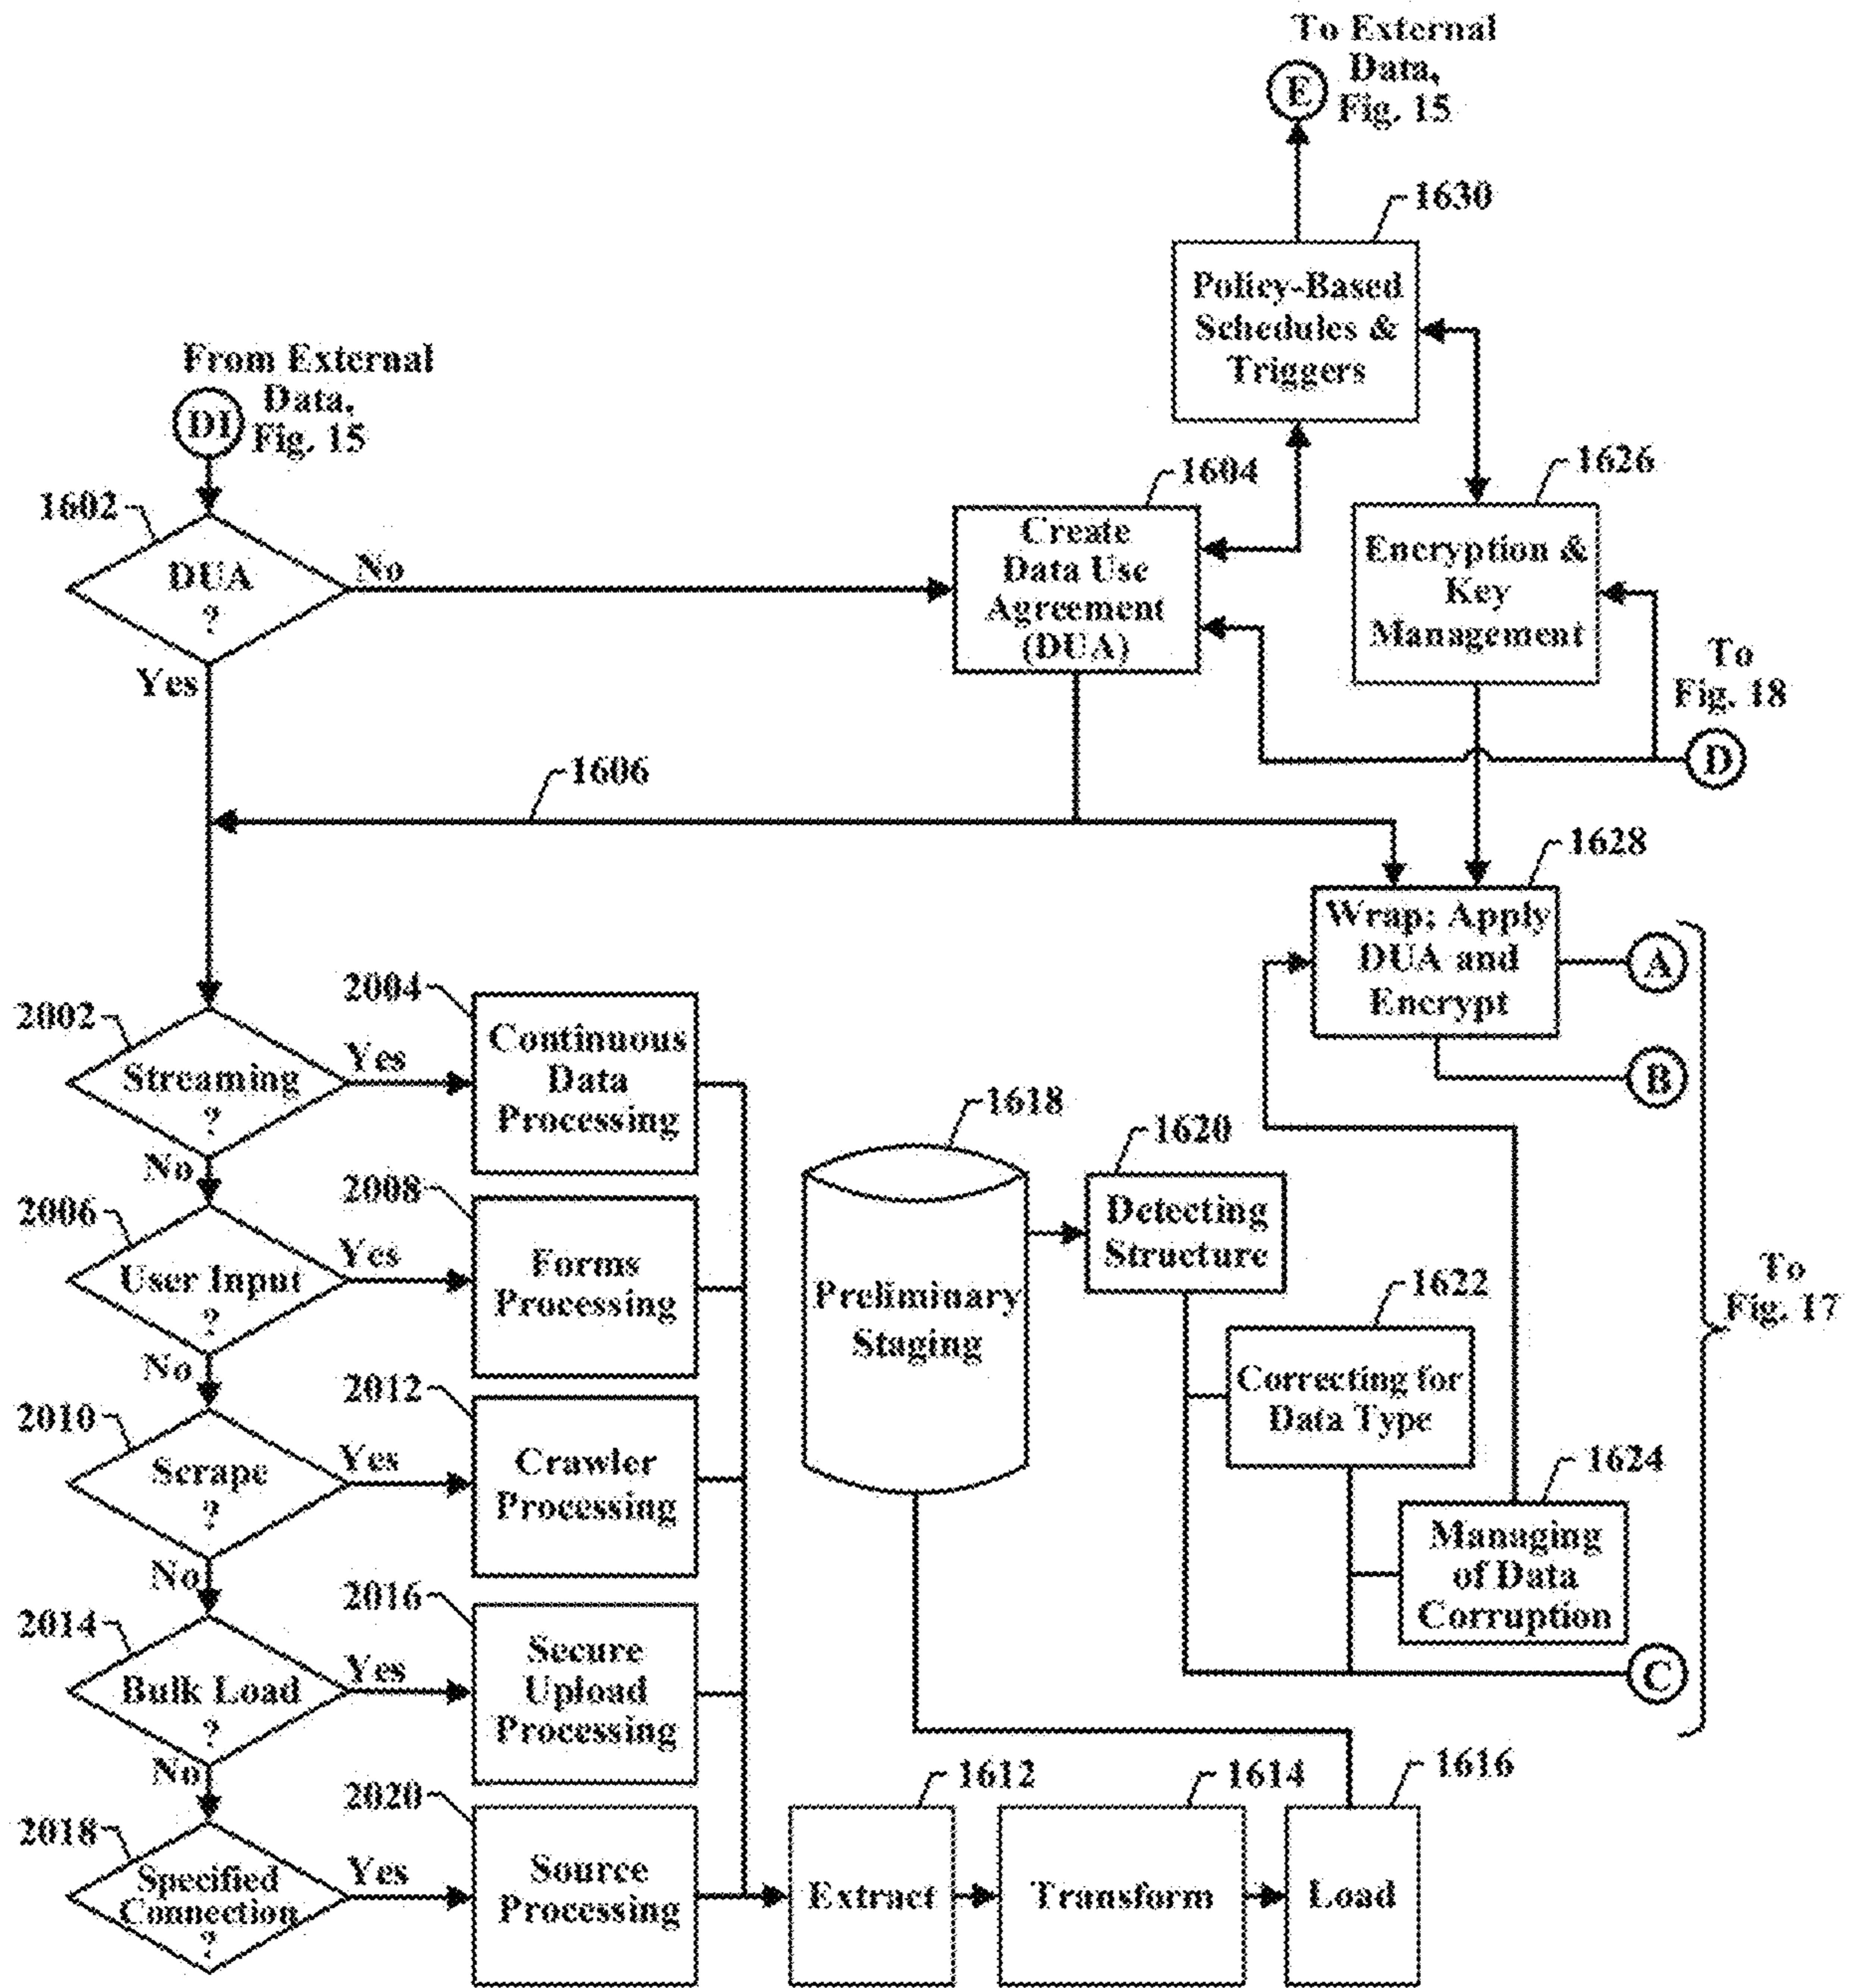 To External
Data,
Fig. 15
E
1630
Policy-Based
Schedules &
Triggers
From External
Data,
Fig. 15
DI
1602
DUA
?
No
Yes
1604
Create
Data Use
Agreement
(DUA)
1626
Encryption &
Key
Management
To
Fig. 18
D
1606
1628
Wrap; Apply
DUA and
Encrypt
A
B
2002
Streaming
?
Yes
No
2004
Continuous
Data
Processing
2006
User Input
?
Yes
No
2008
Forms
Processing
2010
Scrape
?
Yes
No
2012
Crawler
Processing
2014
Bulk Load
?
Yes
No
2016
Secure
Upload
Processing
2018
Specified
Connection
?
Yes
2020
Source
Processing
1618
Preliminary
Staging
1620
Detecting
Structure
1622
Correcting for
Data Type
1624
Managing
of Data
Corruption
C
To
Fig. 17
1612
Extract
1614
Transform
1616
Load